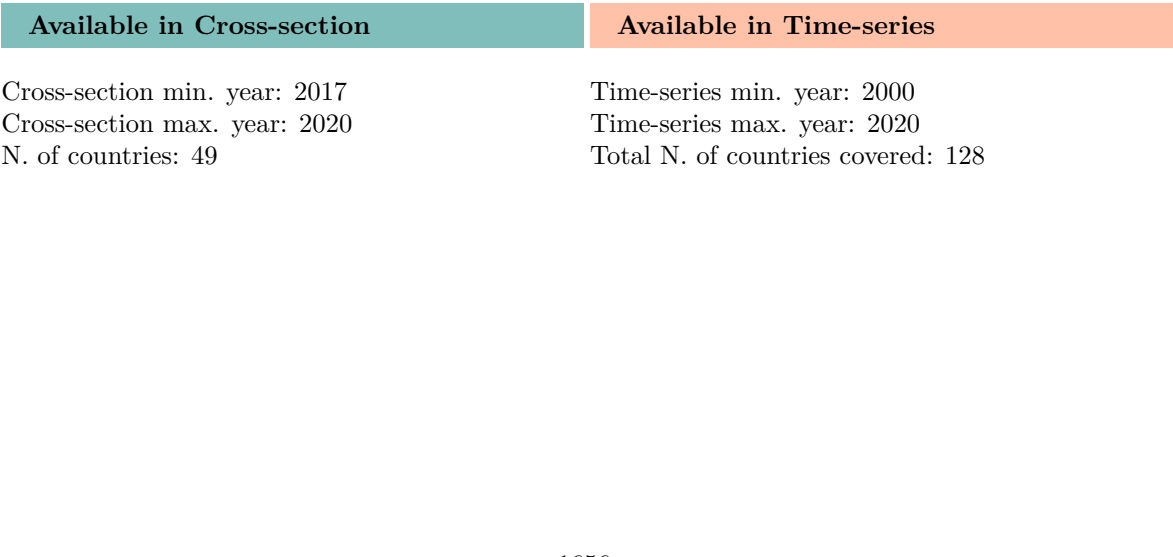 Available in Cross-section
Available in Time-series
Cross-section min. year: 2017
Cross-section max. year: 2020
N. of countries: 49
Time-series min. year: 2000
Time-series max. year: 2020
Total N. of countries covered: 128